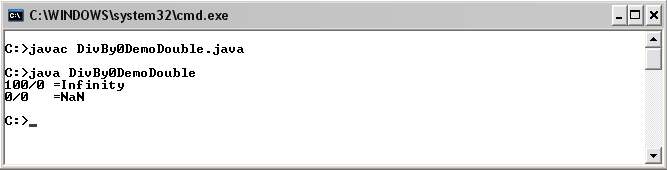 C:\WINDOWS\system32\cmd.exe
C:>javac DivBy0DemoDouble.java
C:>java DivBy0DemoDouble
100/0 =Infinity
0/0   =NaN
C:>_